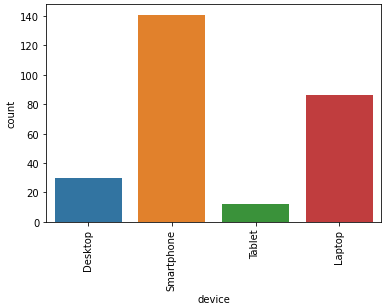 140
120
100
80
60
40
20
0
count
Desktop
Smartphone
Tablet
Laptop
device